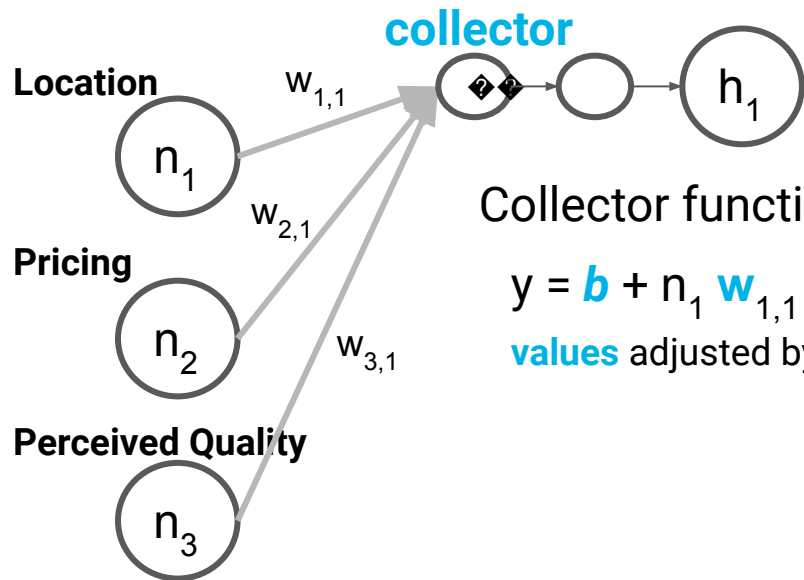 collector
Location
w1,1
��
h1
n1
w2,1
Collector functi
Pricing
y = b + n1 w1,1
n2
w3,1
values adjusted by
Perceived Quality
n3